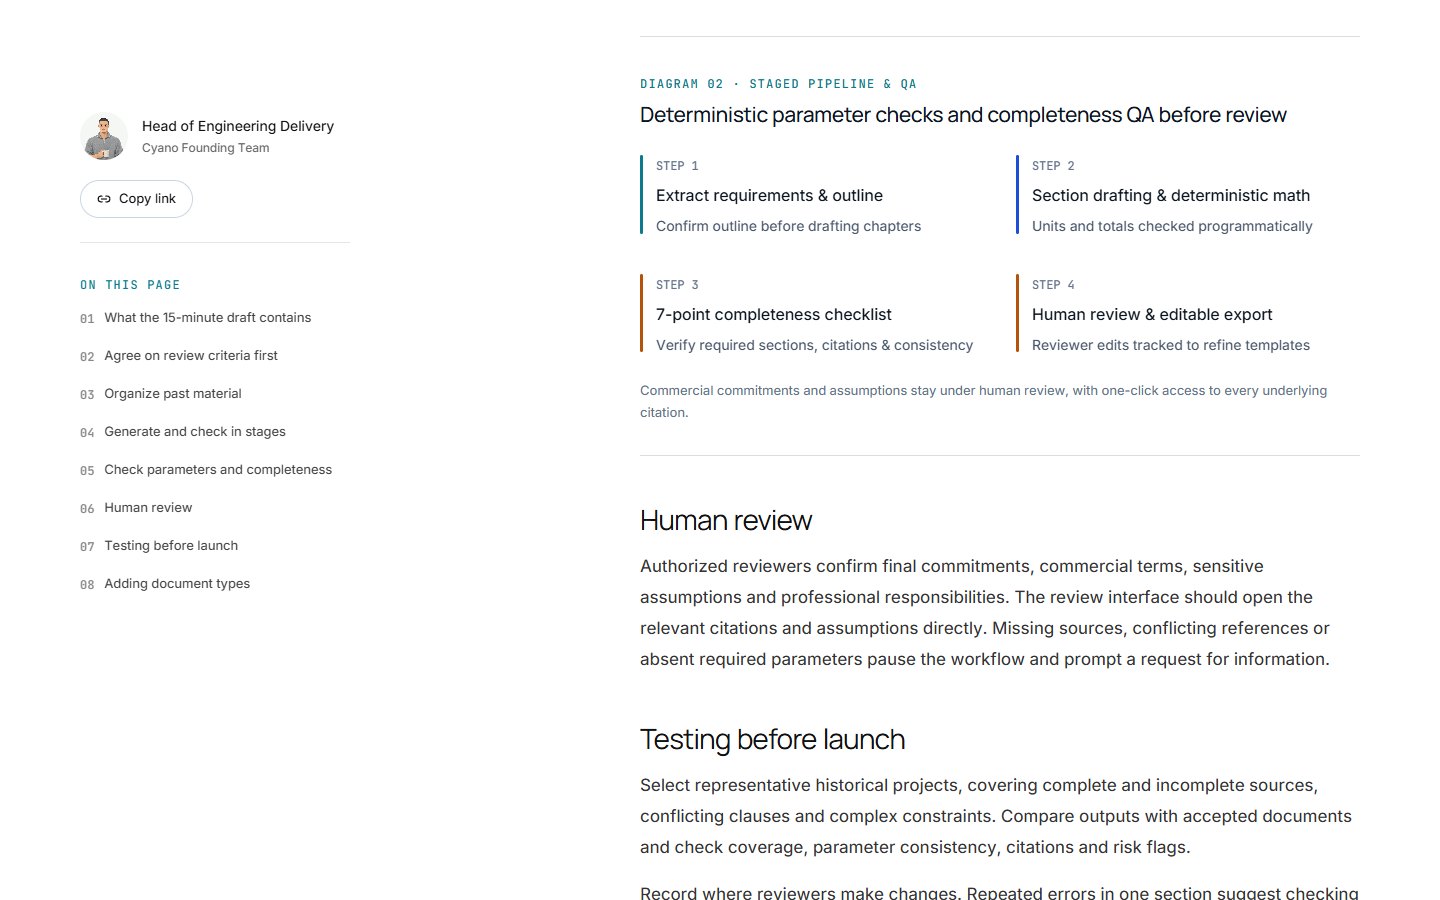 Head of Engineering Delivery
Cyano Founding Team
Copy link
ON THIS PAGE
01 What the 15-minute draft contains
02 Agree on review criteria first
03 Organize past material
04 Generate and check in stages
05 Check parameters and completeness
06 Human review
07 Testing before launch
08 Adding document types
DIAGRAM 02 · STAGED PIPELINE & QA
Deterministic parameter checks and completeness QA before review
STEP 1
Extract requirements & outline
Confirm outline before drafting chapters
STEP 2
Section drafting & deterministic math
Units and totals checked programmatically
STEP 3
7-point completeness checklist
Verify required sections, citations & consistency
STEP 4
Human review & editable export
Reviewer edits tracked to refine templates
Commercial commitments and assumptions stay under human review, with one-click access to every underlying
citation.
Human review
Authorized reviewers confirm final commitments, commercial terms, sensitive
assumptions and professional responsibilities. The review interface should open the
relevant citations and assumptions directly. Missing sources, conflicting references or
absent required parameters pause the workflow and prompt a request for information.
Testing before launch
Select representative historical projects, covering complete and incomplete sources,
conflicting clauses and complex constraints. Compare outputs with accepted documents
and check coverage, parameter consistency, citations and risk flags.
Record where reviewers make changes. Repeated errors in one section suggest checking